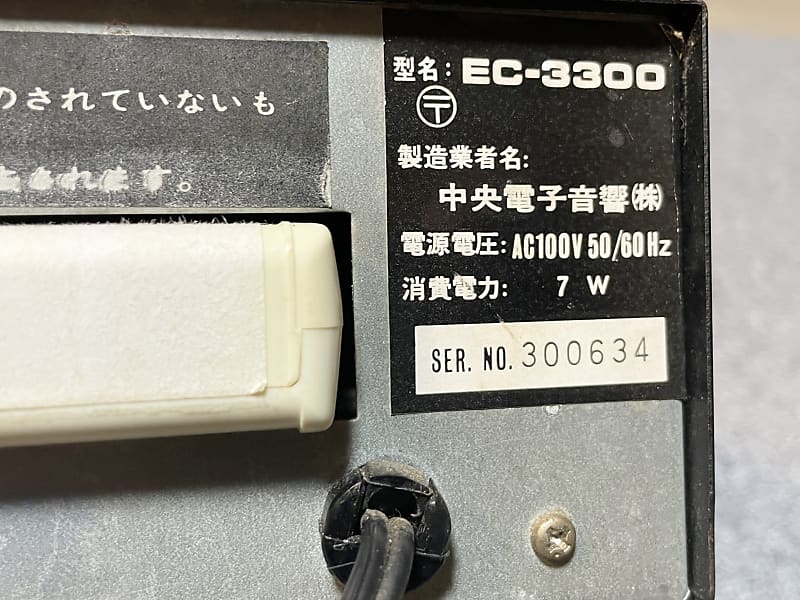 のされていないも
されます。
型名: EC-3300
〒
製造業者名:
中央電子音響㈱
電源電圧: AC100V 50/60Hz
消費電力: 7 W
SER. NO. 300634